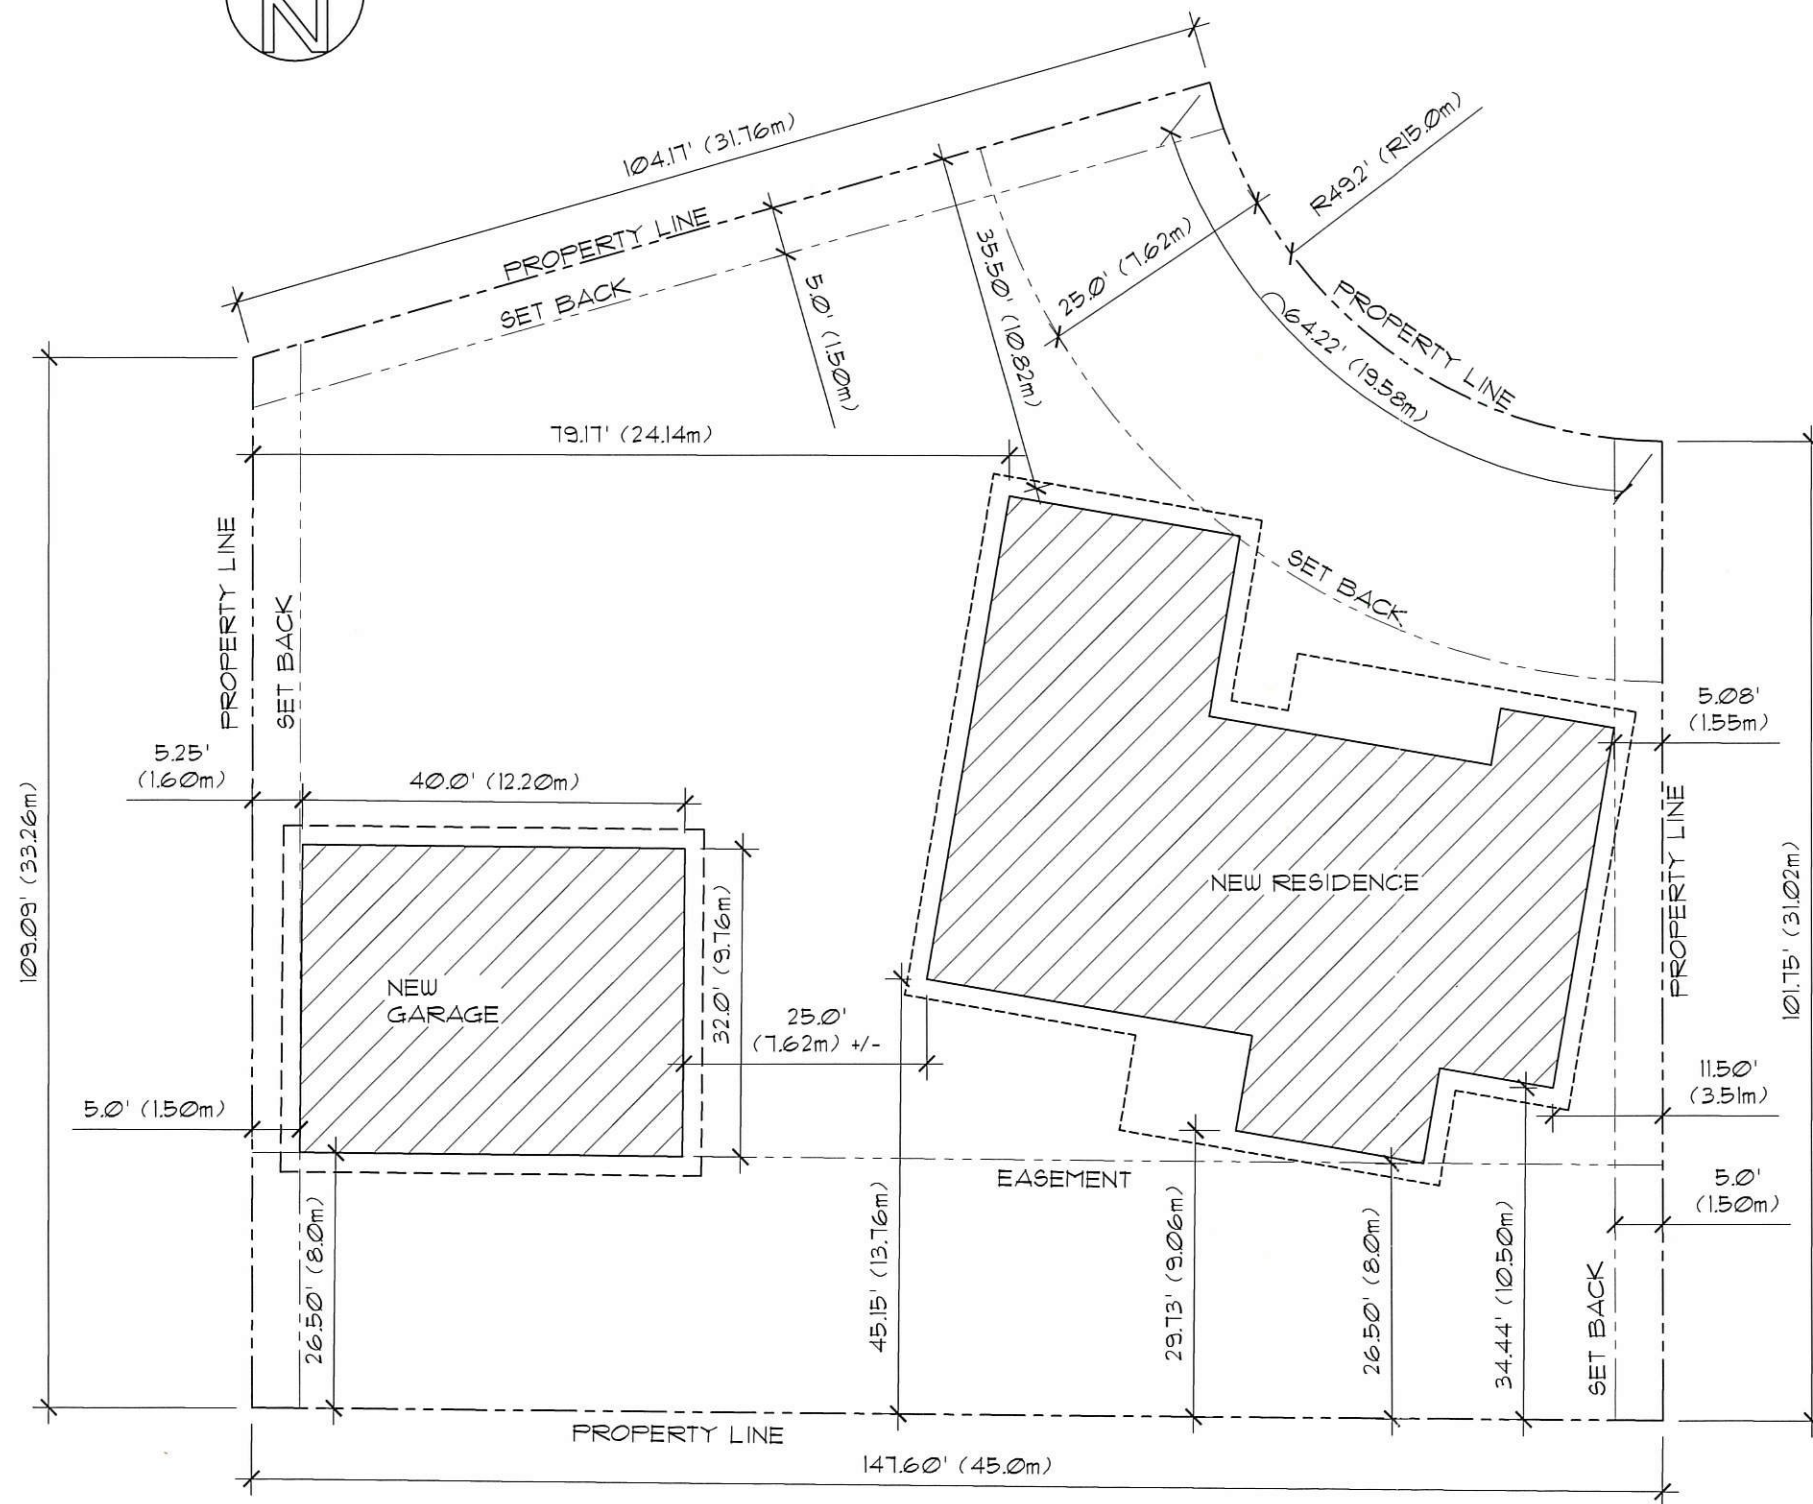 N
104.17' (31.76m)
R49.2' (R15.0m)
PROPERTY LINE
SET BACK
5.0' (1.50m)
35.50' (10.82m)
25.0' (7.62m)
PROPERTY LINE
64.22' (19.58m)
79.17' (24.14m)
PROPERTY LINE
SET BACK
SET BACK
5.08'
(1.55m)
5.25'
(1.60m)
40.0' (12.20m)
109.09' (33.26m)
NEW RESIDENCE
PROPERTY LINE
101.75' (31.02m)
NEW
GARAGE
32.0' (9.76m)
25.0'
(7.62m) +/-
11.50'
(3.51m)
5.0' (1.50m)
EASEMENT
5.0'
(1.50m)
26.50' (8.0m)
45.15' (13.76m)
29.73' (9.06m)
26.50' (8.0m)
34.44' (10.50m)
SET BACK
PROPERTY LINE
147.60' (45.0m)